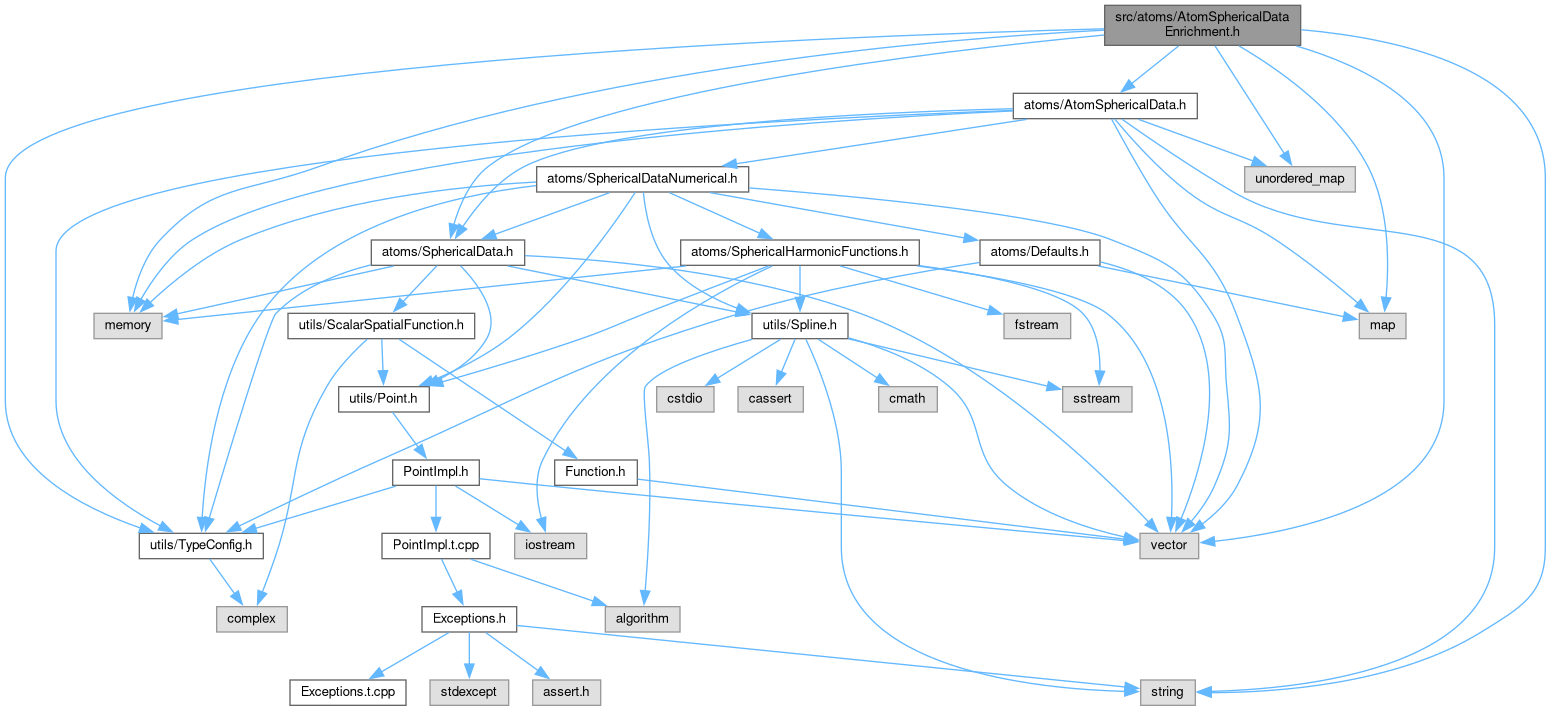 src/atoms/AtomSphericalData
Enrichment.h
atoms/AtomSphericalData.h
atoms/SphericalDataNumerical.h
unordered_map
atoms/SphericalData.h
atoms/SphericalHarmonicFunctions.h
atoms/Defaults.h
memory
utils/ScalarSpatialFunction.h
utils/Spline.h
fstream
map
utils/Point.h
cstdio
cassert
cmath
sstream
PointImpl.h
Function.h
utils/TypeConfig.h
PointImpl.t.cpp
iostream
vector
complex
Exceptions.h
algorithm
Exceptions.t.cpp
stdexcept
assert.h
string